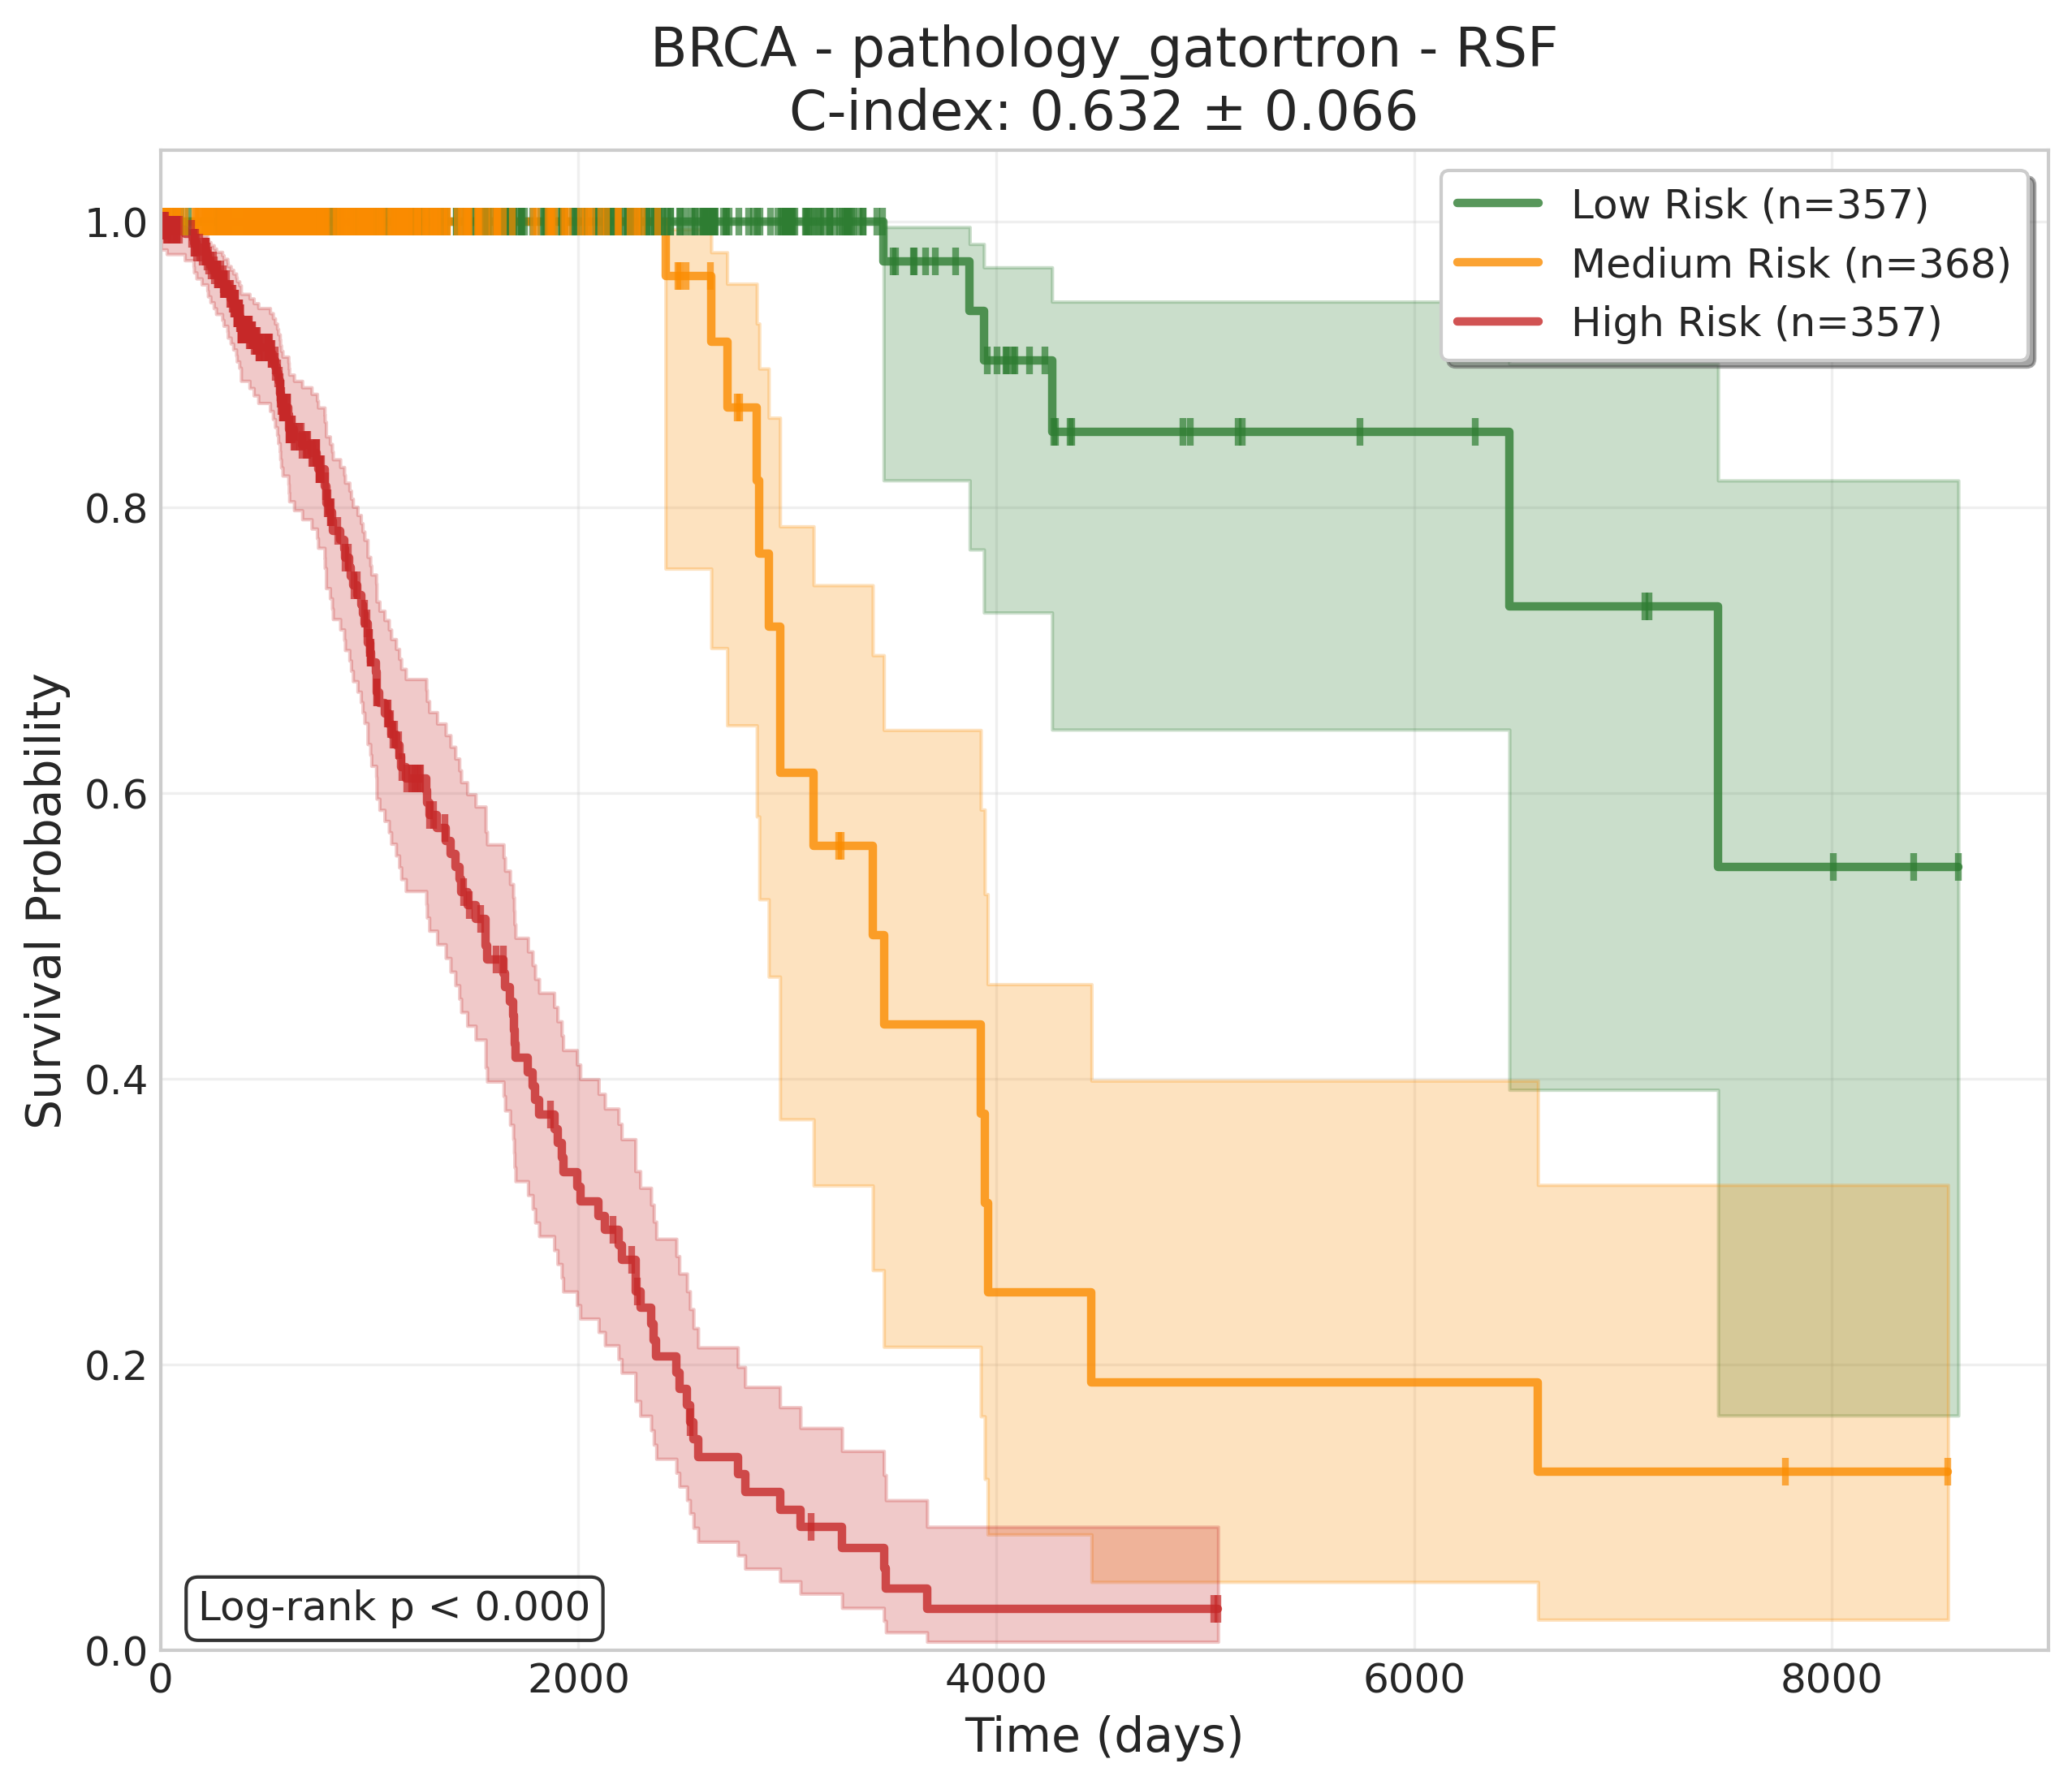 BRCA - pathology_gatortron - RSF
C-index: 0.632 ± 0.066
Low Risk (n=357)
Medium Risk (n=368)
High Risk (n=357)
Survival Probability
1.0
0.8
0.6
0.4
0.2
0.0
Log-rank p < 0.000
0 2000 4000 6000 8000
Time (days)